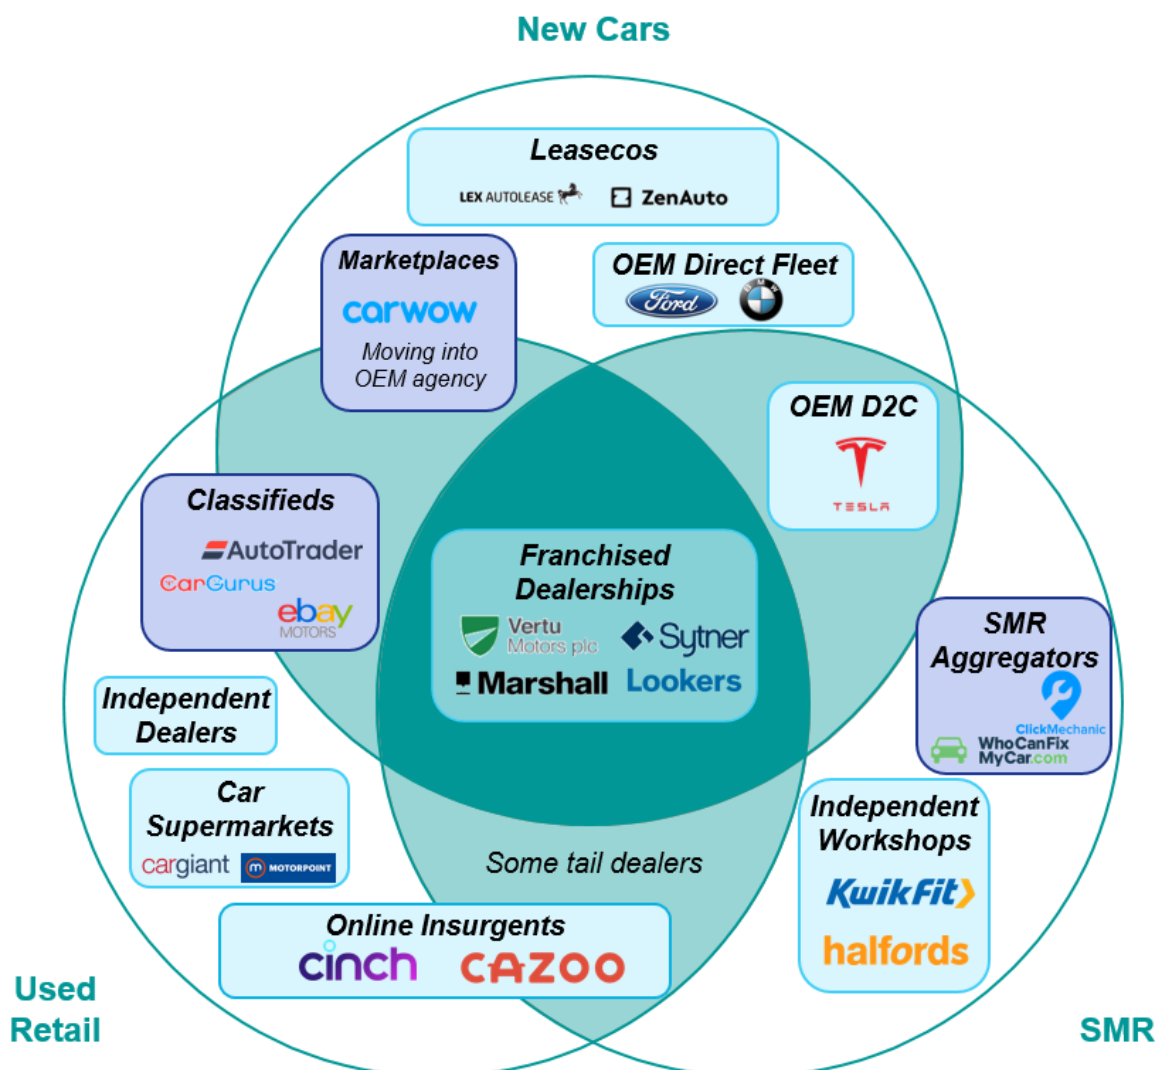 New Cars
Leasecos
LEX AUTOLEASE
ZenAuto
Marketplaces
carwow
Moving into
OEM agency
OEM Direct Fleet
Ford
BMW
OEM D2C
TESLA
Classifieds
AutoTrader
CarGurus
ebay
MOTORS
Franchised
Dealerships
Vertu
Motors plc
Sytner
Marshall
Lookers
SMR
Aggregators
ClickMechanic
WhoCanFix
MyCar.com
Independent
Dealers
Car
Supermarkets
cargiant
m MOTORPOINT
Some tail dealers
Independent
Workshops
KwikFit
halfords
Online Insurgents
cinch
CAZOO
Used
Retail
SMR